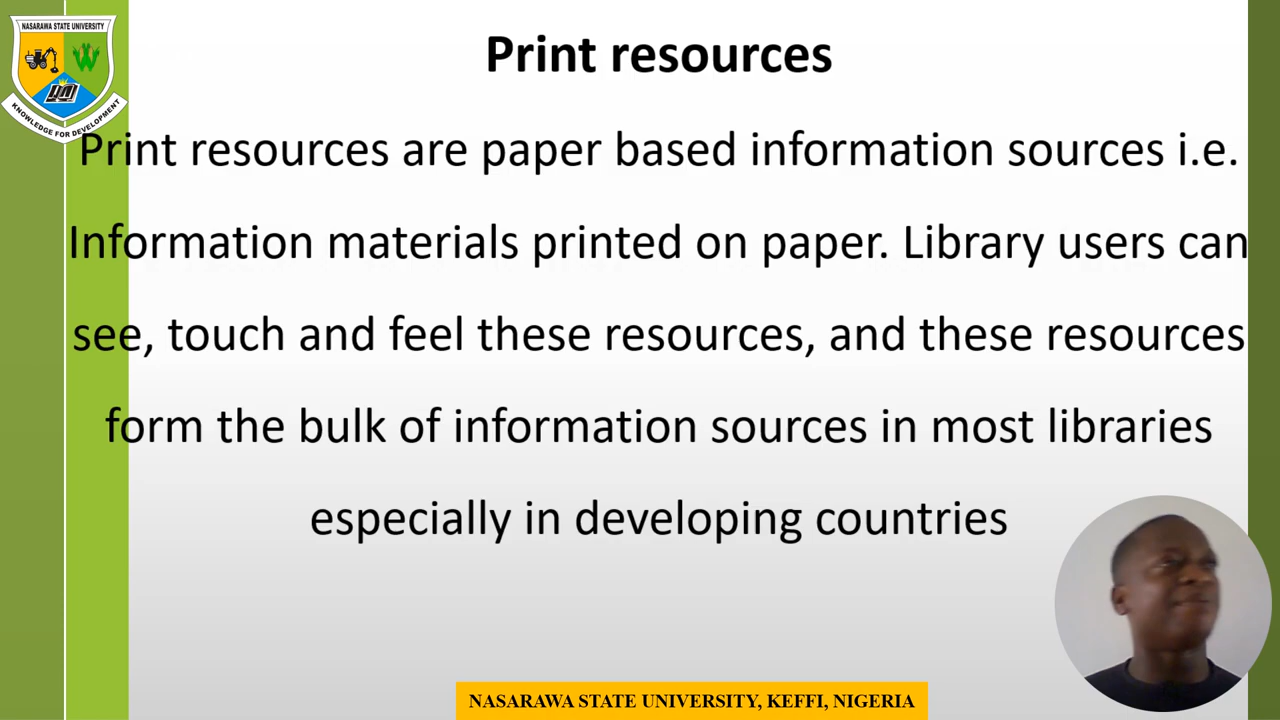 NASARAWA STATE UNIVERSITY
KNOWLEDGE FOR DEVELOPMENT
Print resources
Print resources are paper based information sources i.e.
Information materials printed on paper. Library users can
see, touch and feel these resources, and these resources
form the bulk of information sources in most libraries
especially in developing countries
NASARAWA STATE UNIVERSITY, KEFFI, NIGERIA